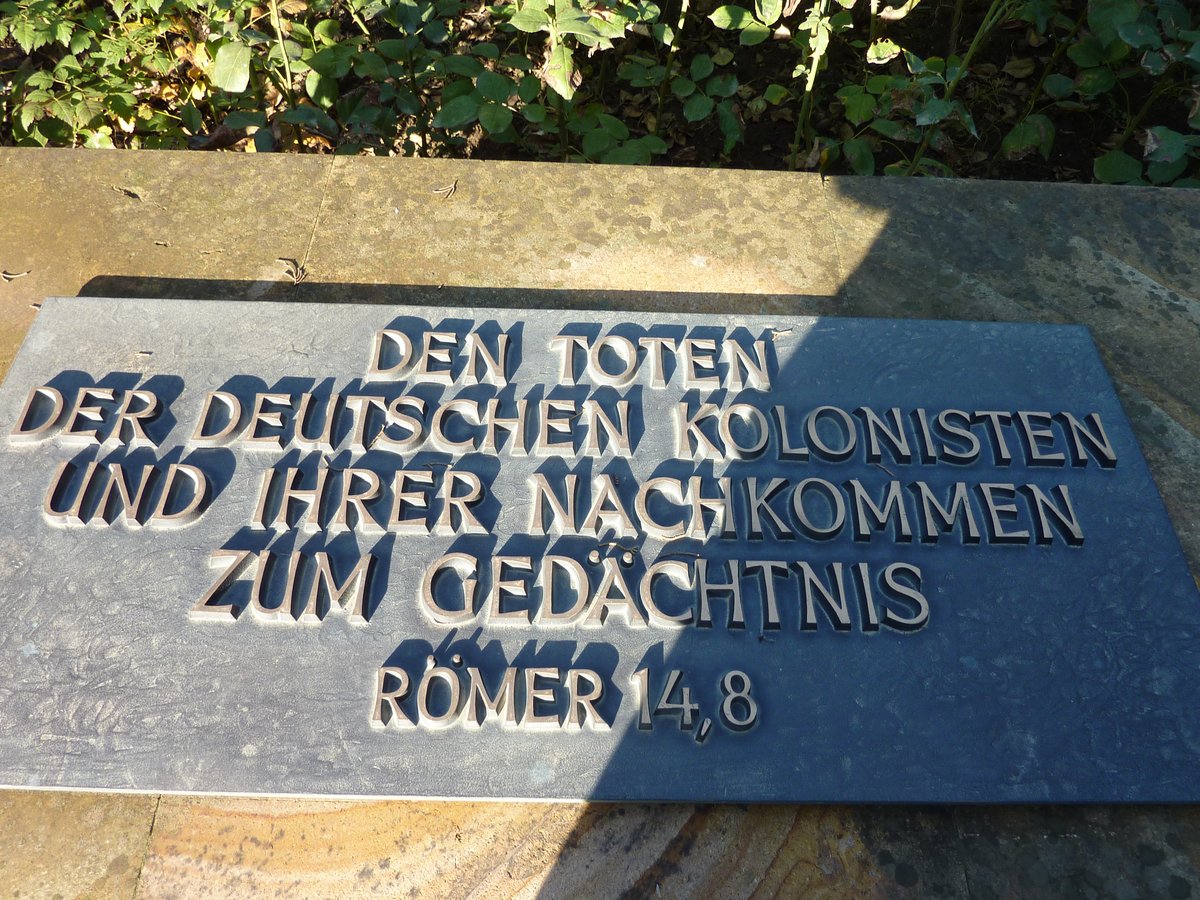 DEN TOTEN
DER DEUTSCHEN KOLONISTEN
UND IHRER NACHKOMMEN
ZUM GEDÄCHTNIS
RÖMER 14,8